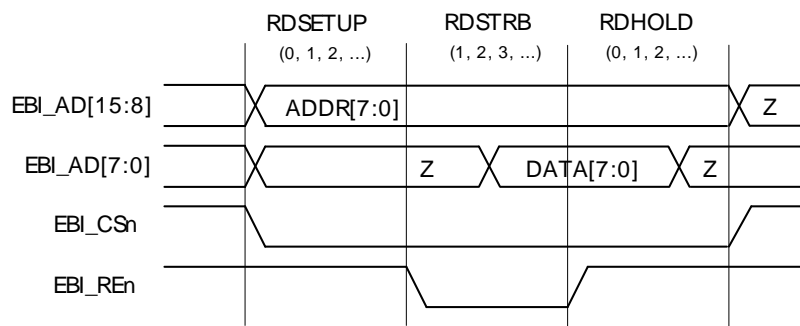 RDSETUP RDSTRB RDHOLD
(0, 1, 2, ...) (1, 2, 3, ...) (0, 1, 2, ...)
EBI_AD[15:8] ADDR[7:0] Z
EBI_AD[7:0] Z DATA[7:0] Z
EBI_CSn
EBI_REn